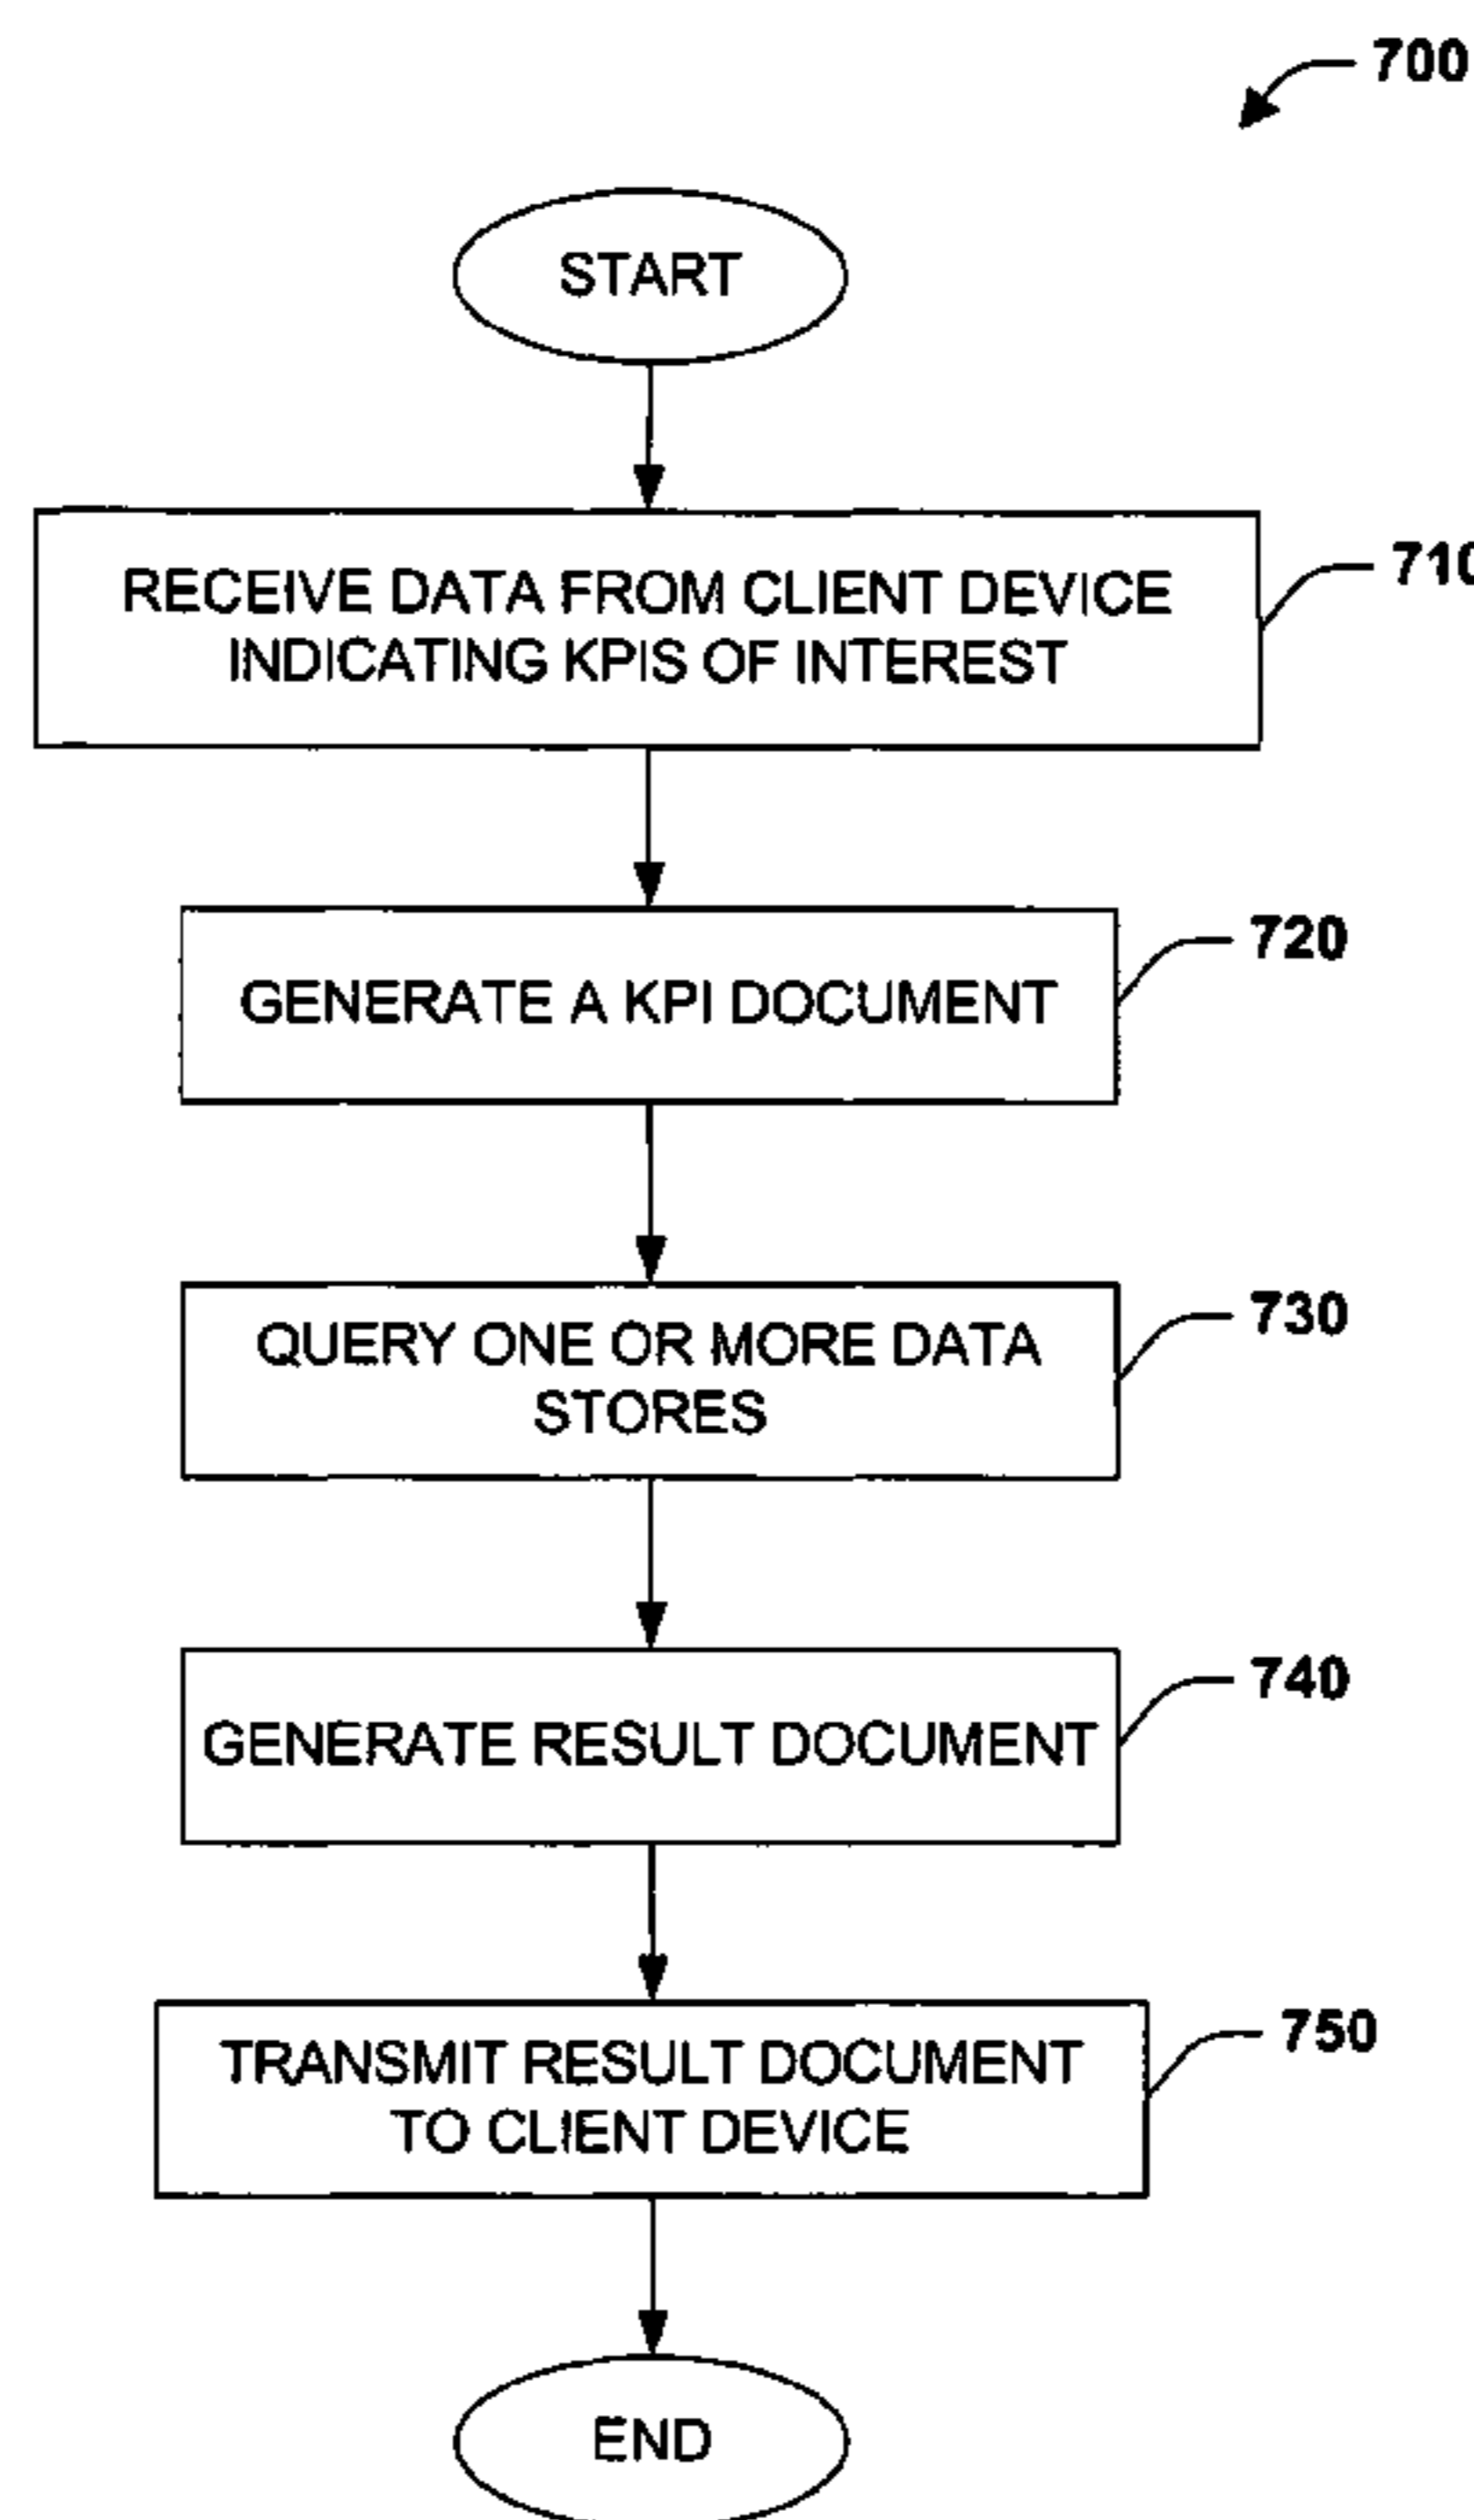 700
START
RECEIVE DATA FROM CLIENT DEVICE
INDICATING KPIS OF INTEREST
710
GENERATE A KPI DOCUMENT
720
QUERY ONE OR MORE DATA
STORES
730
GENERATE RESULT DOCUMENT
740
TRANSMIT RESULT DOCUMENT
TO CLIENT DEVICE
750
END